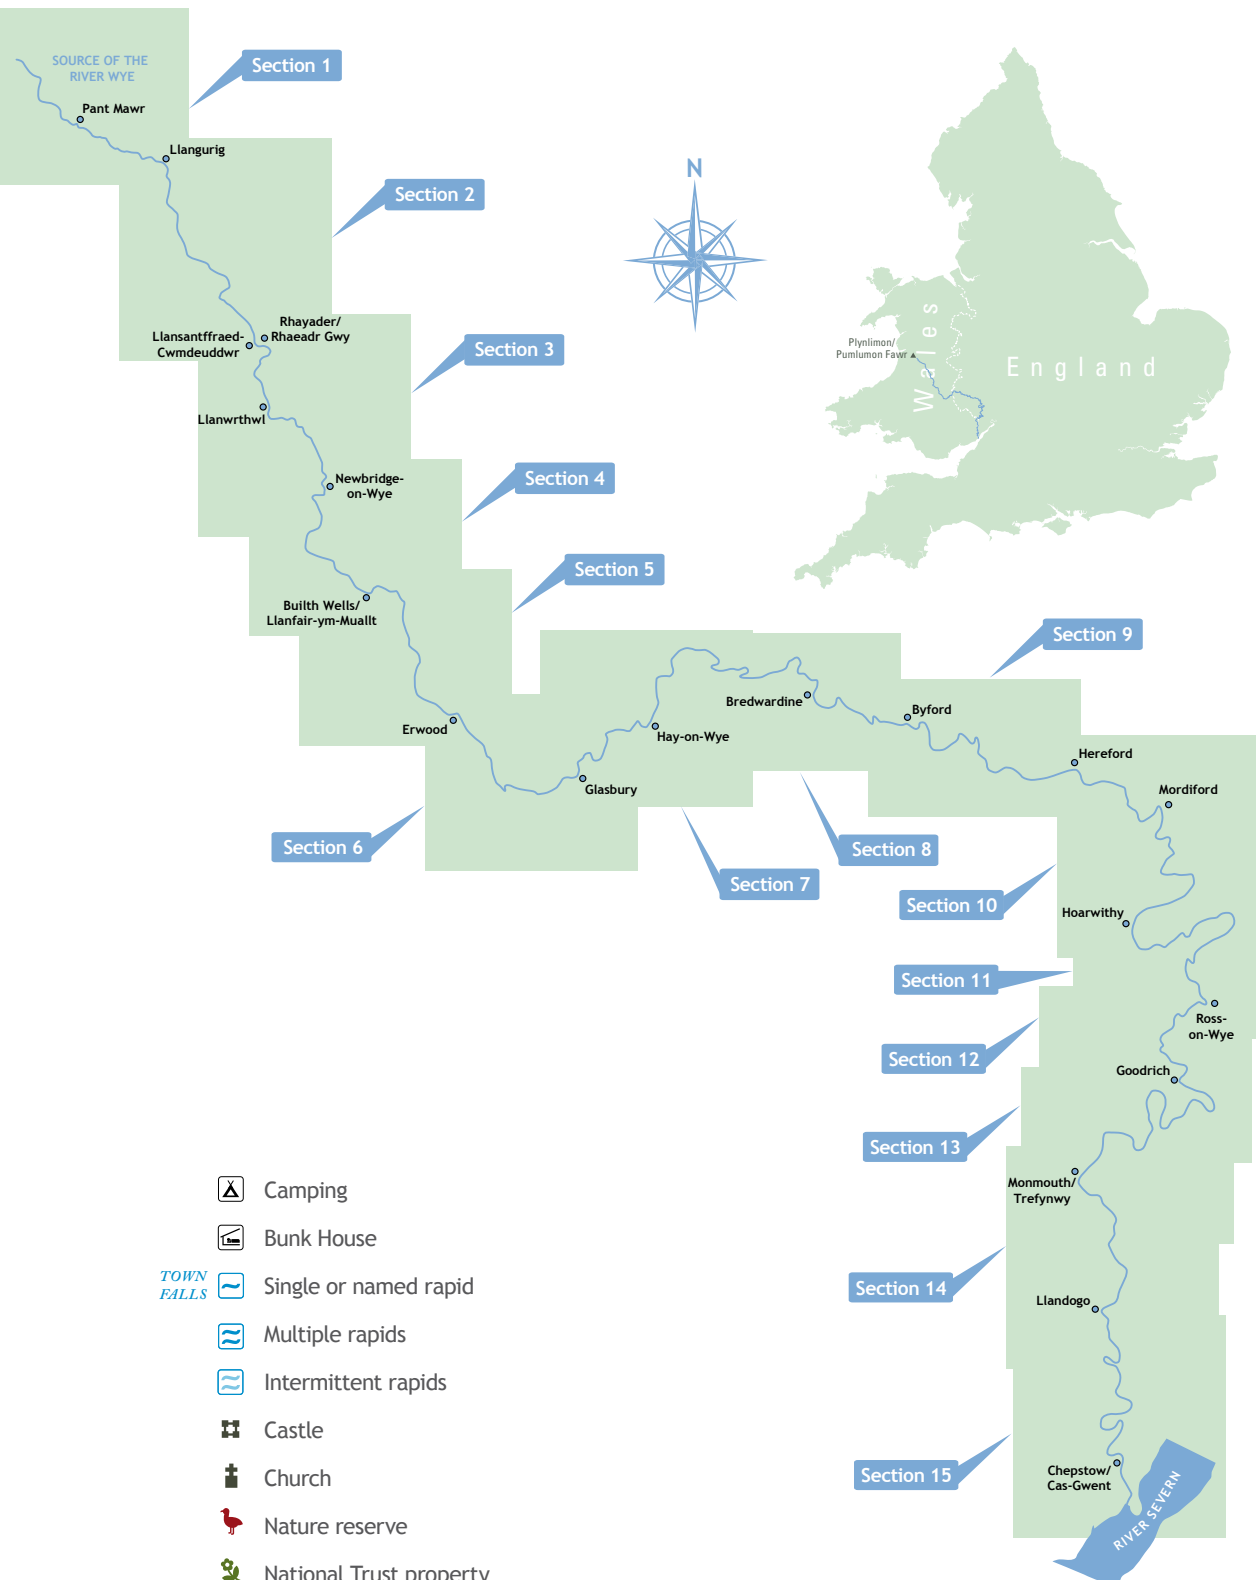 SOURCE OF THE
RIVER WYE
Section 1
Pant Mawr
Llangurig
Section 2
N
Rhayader/
Rhaeadr Gwy
Llansantffraed-
Cwmdeuddwr
Section 3
Llanwrthwl
Newbridge-
on-Wye
Section 4
Section 5
Builth Wells/
Llanfair-ym-Muallt
Plynlimon/
Pumlumon Fawr
Wales
England
Section 9
Erwood
Bredwardine
Byford
Hay-on-Wye
Glasbury
Hereford
Mordiford
Section 6
Section 8
Section 7
Section 10
Hoarwithy
Section 11
Ross-
on-Wye
Section 12
Goodrich
Section 13
Monmouth/
Trefynwy
Section 14
Llandogo
Section 15
Chepstow/
Cas-Gwent
RIVER SEVERN
Camping
Bunk House
TOWN
FALLS
Single or named rapid
Multiple rapids
Intermittent rapids
Castle
Church
Nature reserve
National Trust property